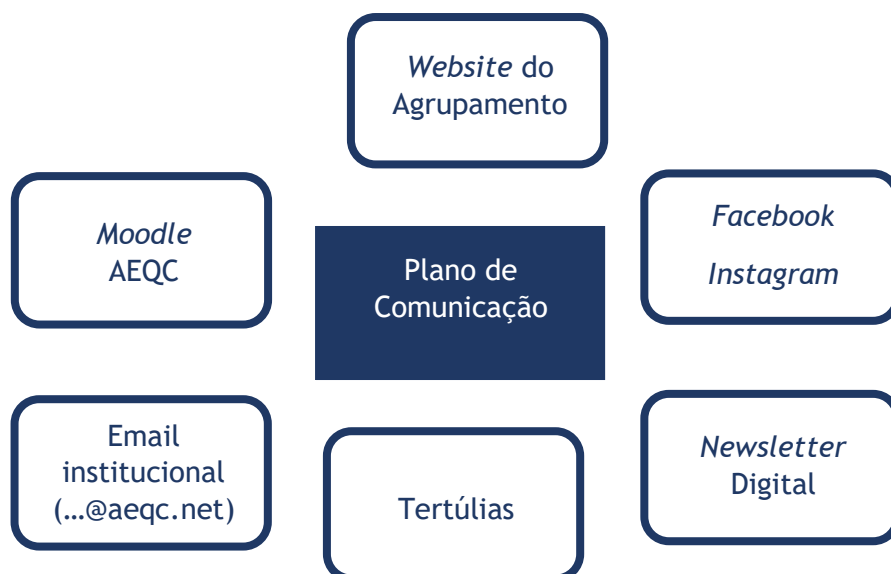 Website do
Agrupamento
Moodle
AEQC
Facebook
Instagram
Plano de
Comunicação
Email
institucional
(…@aeqc.net)
Tertúlias
Newsletter
Digital